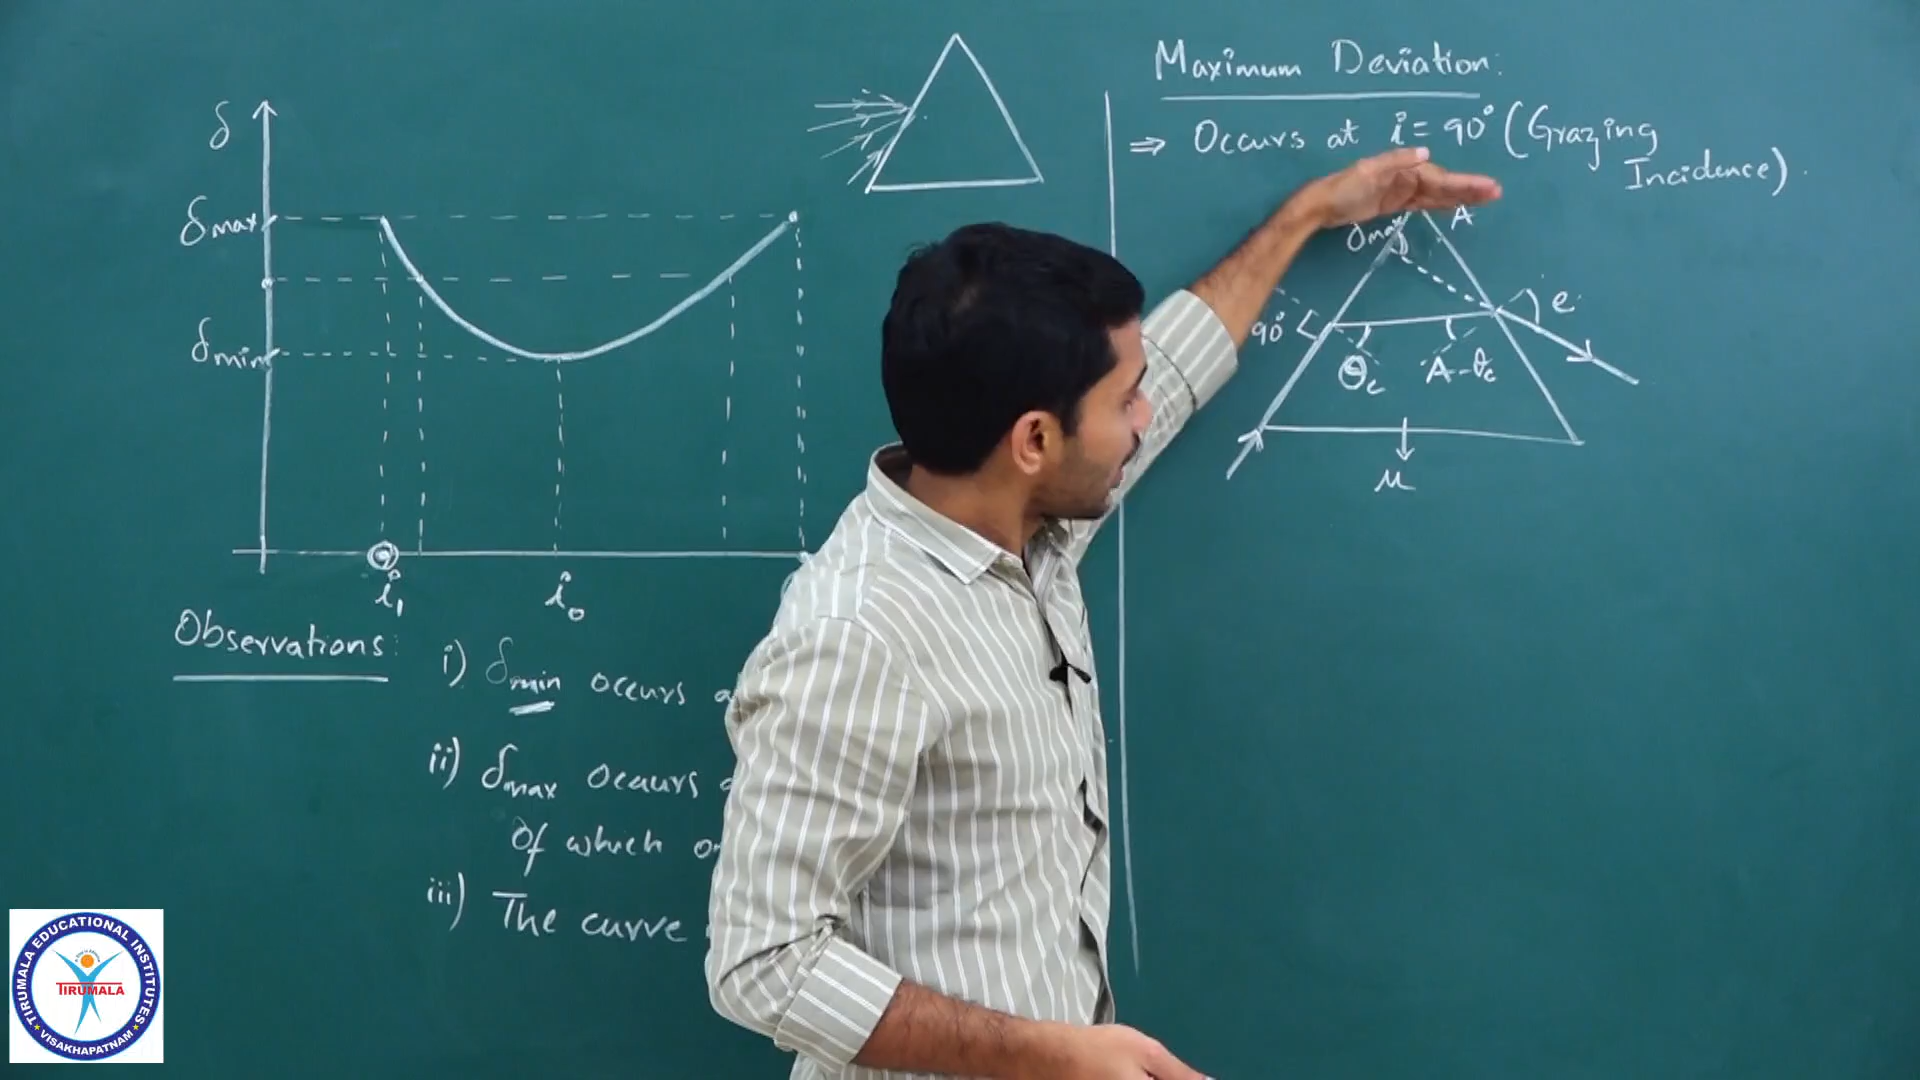 δ
δmax
δmin
i₁
i₀
Observations:
i) δmin occurs
ii) δmax occurs
Of which
iii) The curve
Maximum Deviation:
⇒ Occurs at i = 90° (Grazing
Incidence).
δmax
A
90°
θc
A-θc
e
μ
TIRUMALA EDUCATIONAL INSTITUTES
TIRUMALA
VISAKHAPATNAM